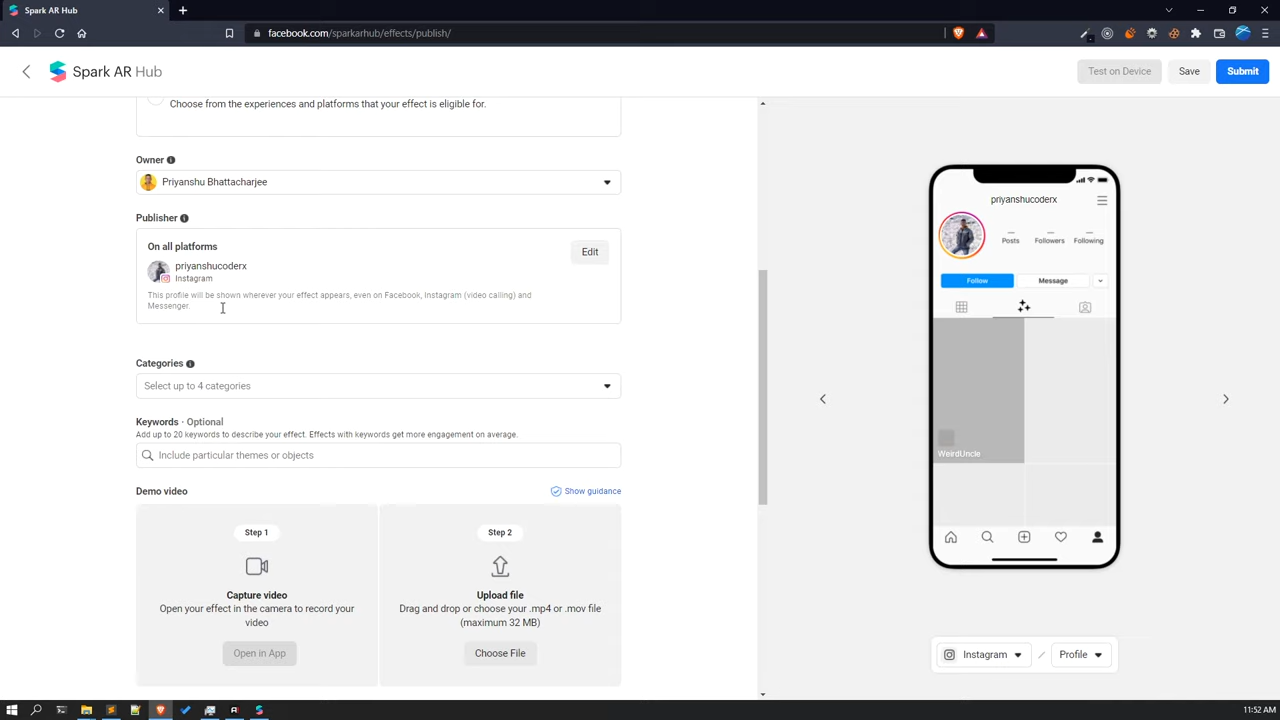 Spark AR Hub
facebook.com/sparkarhub/effects/publish/
Spark AR Hub
Test on Device
Save
Submit
Choose from the experiences and platforms that your effect is eligible for.
Owner
Priyanshu Bhattacharjee
Publisher
On all platforms
Edit
priyanshucoderx
Instagram
This profile will be shown wherever your effect appears, even on Facebook, Instagram (video calling) and
Messenger.
Categories
Select up to 4 categories
Keywords · Optional
Add up to 20 keywords to describe your effect. Effects with keywords get more engagement on average.
Include particular themes or objects
Demo video
Show guidance
Step 1
Capture video
Open your effect in the camera to record your
video
Open in App
Step 2
Upload file
Drag and drop or choose your .mp4 or .mov file
(maximum 32 MB)
Choose File
priyanshucoderx
Posts
Followers
Following
Follow
Message
WeirdUncle
Instagram
/
Profile
11:52 AM